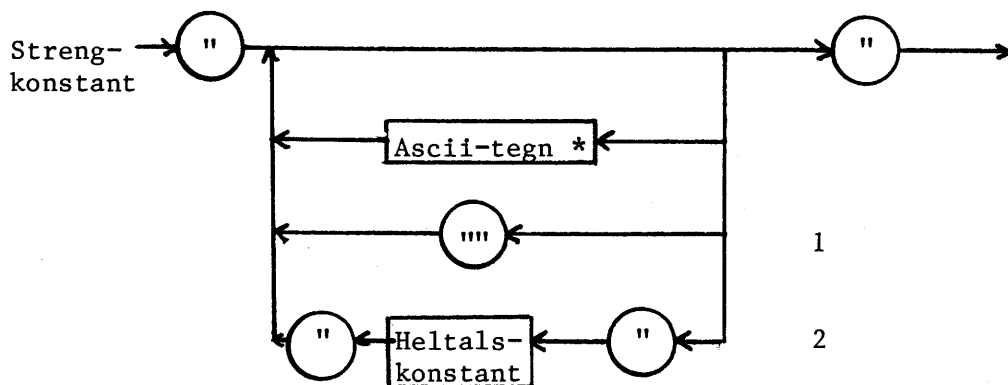 Streng-
konstant
"
"
Ascii-tegn *
""
1
"
Heltals-
konstant
"
2